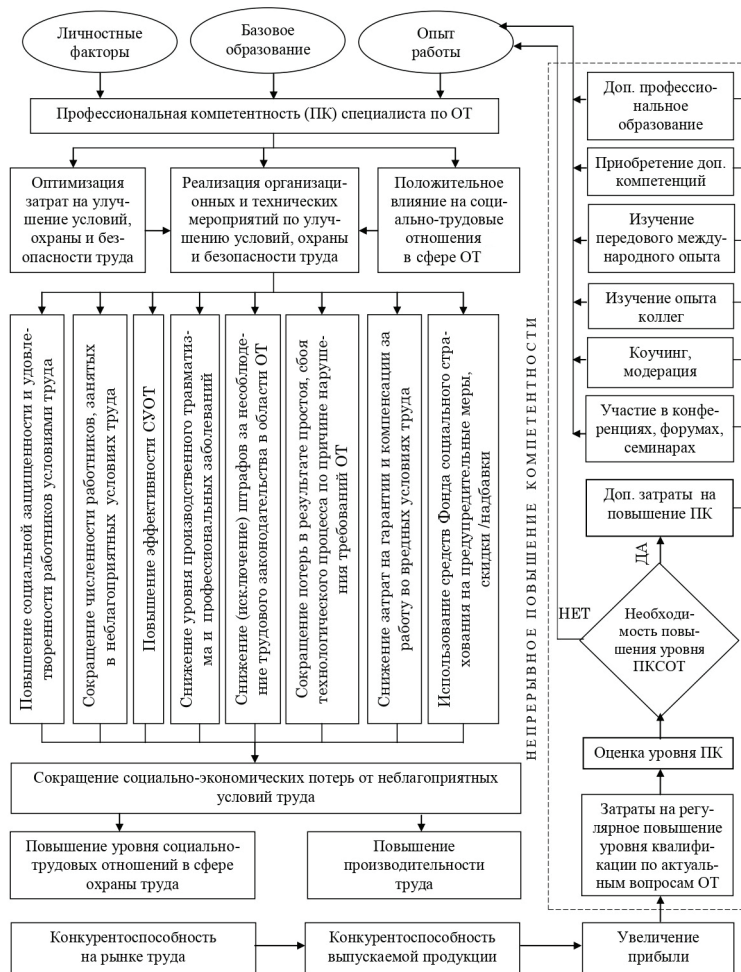 Личностные
факторы
Базовое
образование
Опыт
работы
Профессиональная компетентность (ПК) специалиста по ОТ
Оптимизация
затрат на улуч-
шение условий,
охраны и без-
опасности труда
Реализация организаци-
онных и технических
мероприятий по улуч-
шению условий, охраны
и безопасности труда
Положительное
влияние на соци-
ально-трудовые
отношения
в сфере ОТ
Повышение социальной защищенности и удовле-
творенности работников условиями труда
Сокращение численности работников, занятых
в неблагоприятных условиях труда
Повышение эффективности СУОТ
Снижение уровня производственного травматиз-
ма и профессиональных заболеваний
Снижение (исключение) штрафов за несоблюде-
ние трудового законодательства в области ОТ
Сокращение потерь в результате простоя, сбоя
технологического процесса по причине наруше-
ния требований ОТ
Снижение затрат на гарантии и компенсации за
работу во вредных условиях труда
Использование средств Фонда социального стра-
хования на предупредительные меры,
скидки /надбавки
Сокращение социально-экономических потерь от неблагоприятных
условий труда
Повышение уровня социально-
трудовых отношений в сфере
охраны труда
Повышение
производительности
труда
Конкурентоспособность
на рынке труда
Конкурентоспособность
выпускаемой продукции
Увеличение
прибыли
НЕПРЕРЫВНОЕ ПОВЫШЕНИЕ КОМПЕТЕНТНОСТИ
Доп. профессио-
нальное
образование
Приобретение доп.
компетенций
Изучение
передового между-
народного опыта
Изучение опыта
коллег
Коучинг,
модерация
Участие в конфе-
ренциях, форумах,
семинарах
Доп. затраты на
повышение ПК
ДА
НЕТ
Необходи-
мость повы-
шения уровня
ПКСОТ
Оценка уровня ПК
Затраты на регу-
лярное повышение
уровня квалифи-
кации по актуаль-
ным вопросам ОТ